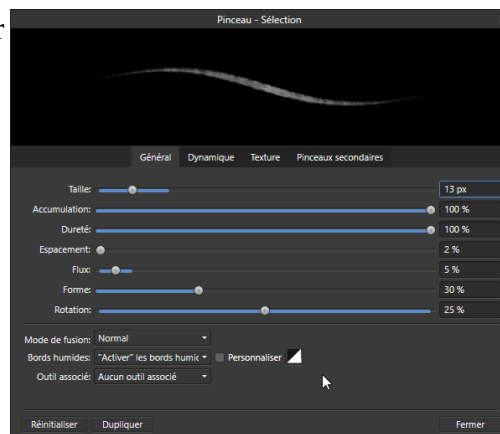 r
Pinceau - Sélection
Général Dynamique Texture Pinceaux secondaires
Taille: 13 px
Accumulation: 100 %
Dureté: 100 %
Espacement: 2 %
Flux: 5 %
Forme: 30 %
Rotation: 25 %
Mode de fusion: Normal
Bords humides: "Activer" les bords humic Personnaliser
Outil associé: Aucun outil associé
Réinitialiser Dupliquer Fermer